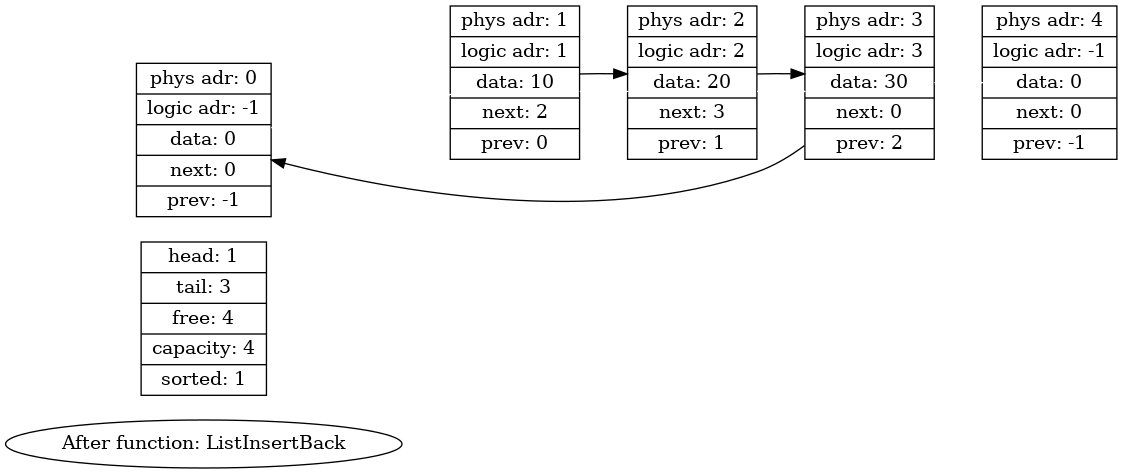 phys adr: 0
logic adr: -1
data: 0
next: 0
prev: -1
phys adr: 1
logic adr: 1
data: 10
next: 2
prev: 0
phys adr: 2
logic adr: 2
data: 20
next: 3
prev: 1
phys adr: 3
logic adr: 3
data: 30
next: 0
prev: 2
phys adr: 4
logic adr: -1
data: 0
next: 0
prev: -1
head: 1
tail: 3
free: 4
capacity: 4
sorted: 1
After function: ListInsertBack